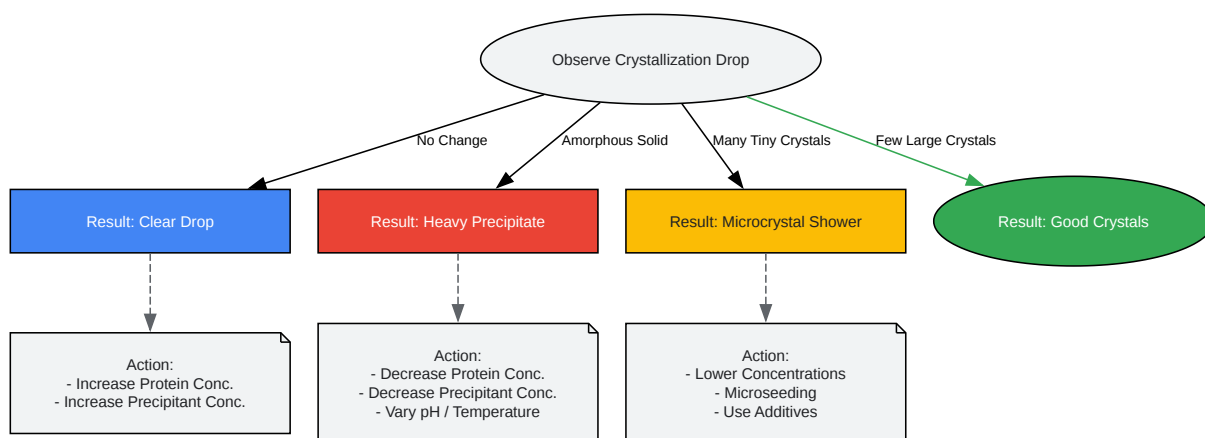 Observe Crystallization Drop
No Change
Amorphous Solid
Many Tiny Crystals
Few Large Crystals
Result: Clear Drop
Result: Heavy Precipitate
Result: Microcrystal Shower
Result: Good Crystals
Action:
- Increase Protein Conc.
- Increase Precipitant Conc.
Action:
- Decrease Protein Conc.
- Decrease Precipitant Conc.
- Vary pH / Temperature
Action:
- Lower Concentrations
- Microseeding
- Use Additives